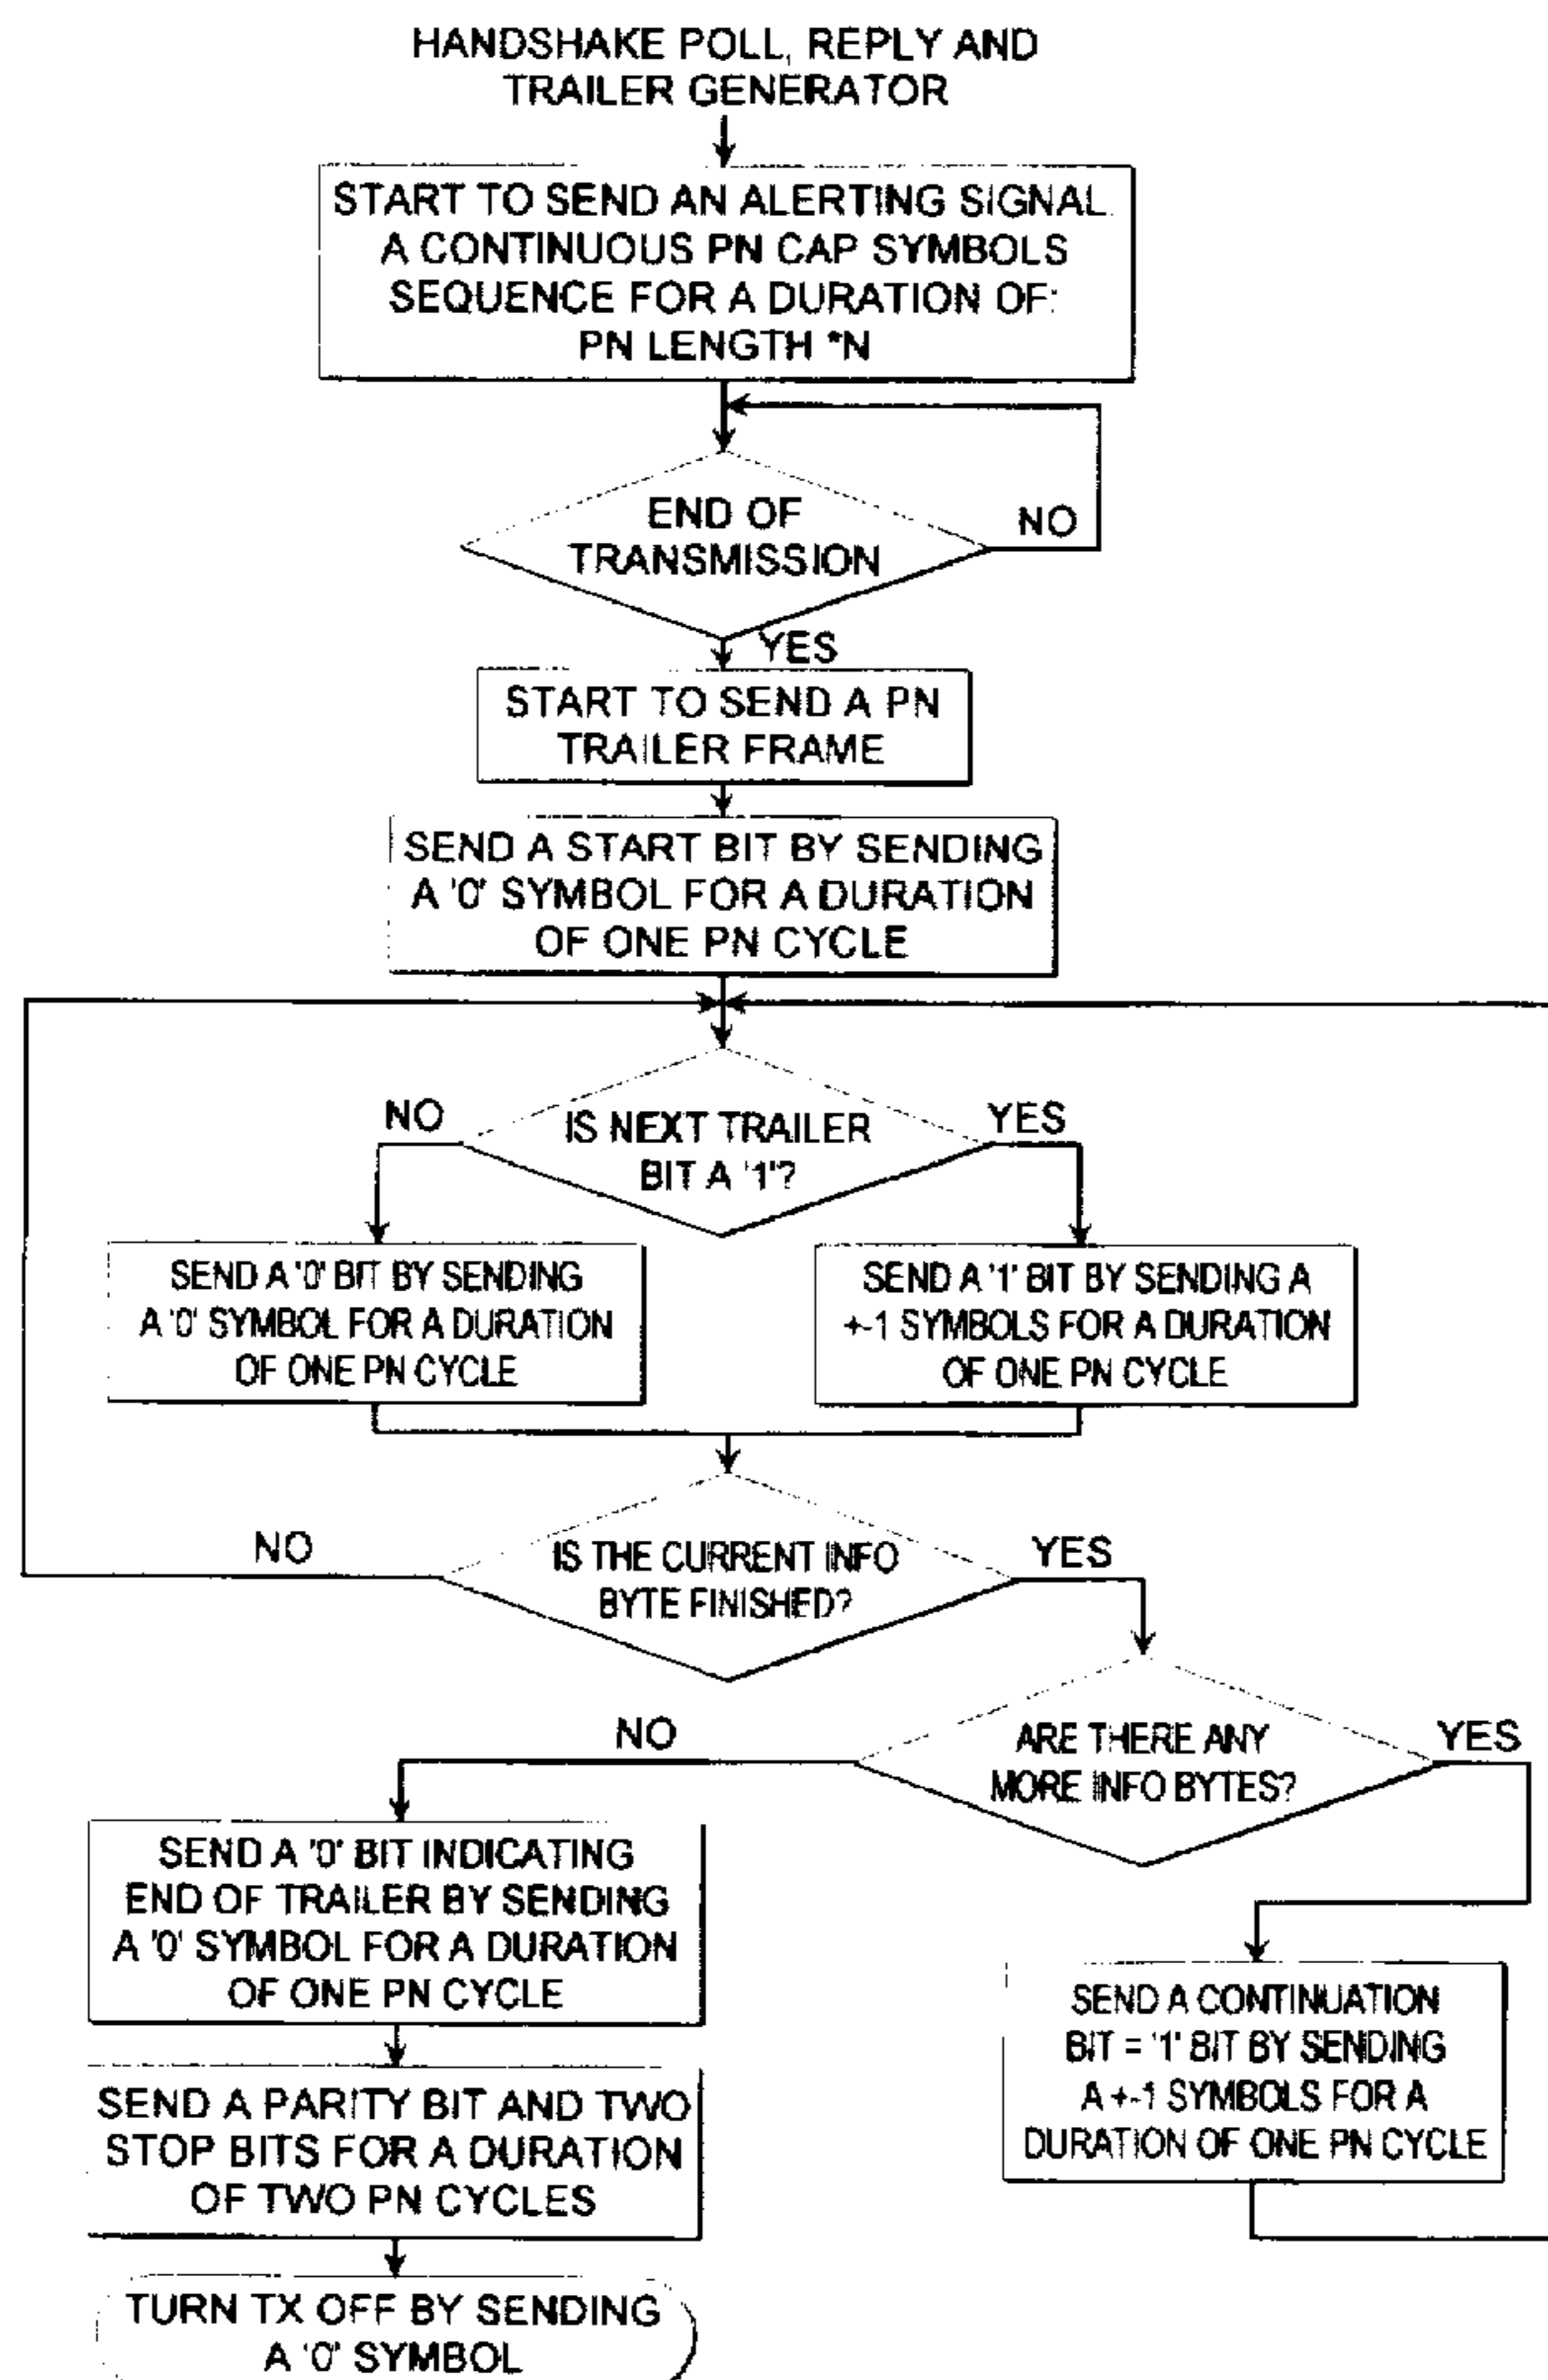 HANDSHAKE POLL, REPLY AND
TRAILER GENERATOR
START TO SEND AN ALERTING SIGNAL.
A CONTINUOUS PN CAP SYMBOLS
SEQUENCE FOR A DURATION OF:
PN LENGTH *N
END OF
TRANSMISSION
NO
YES
START TO SEND A PN
TRAILER FRAME
SEND A START BIT BY SENDING
A '0' SYMBOL FOR A DURATION
OF ONE PN CYCLE
NO
IS NEXT TRAILER
BIT A '1'?
YES
SEND A '0' BIT BY SENDING
A '0' SYMBOL FOR A DURATION
OF ONE PN CYCLE
SEND A '1' BIT BY SENDING A
+-1 SYMBOLS FOR A DURATION
OF ONE PN CYCLE
NO
IS THE CURRENT INFO
BYTE FINISHED?
YES
NO
ARE THERE ANY
MORE INFO BYTES?
YES
SEND A '0' BIT INDICATING
END OF TRAILER BY SENDING
A '0' SYMBOL FOR A DURATION
OF ONE PN CYCLE
SEND A CONTINUATION
BIT = '1' BIT BY SENDING
A +-1 SYMBOLS FOR A
DURATION OF ONE PN CYCLE
SEND A PARITY BIT AND TWO
STOP BITS FOR A DURATION
OF TWO PN CYCLES
TURN TX OFF BY SENDING
A '0' SYMBOL